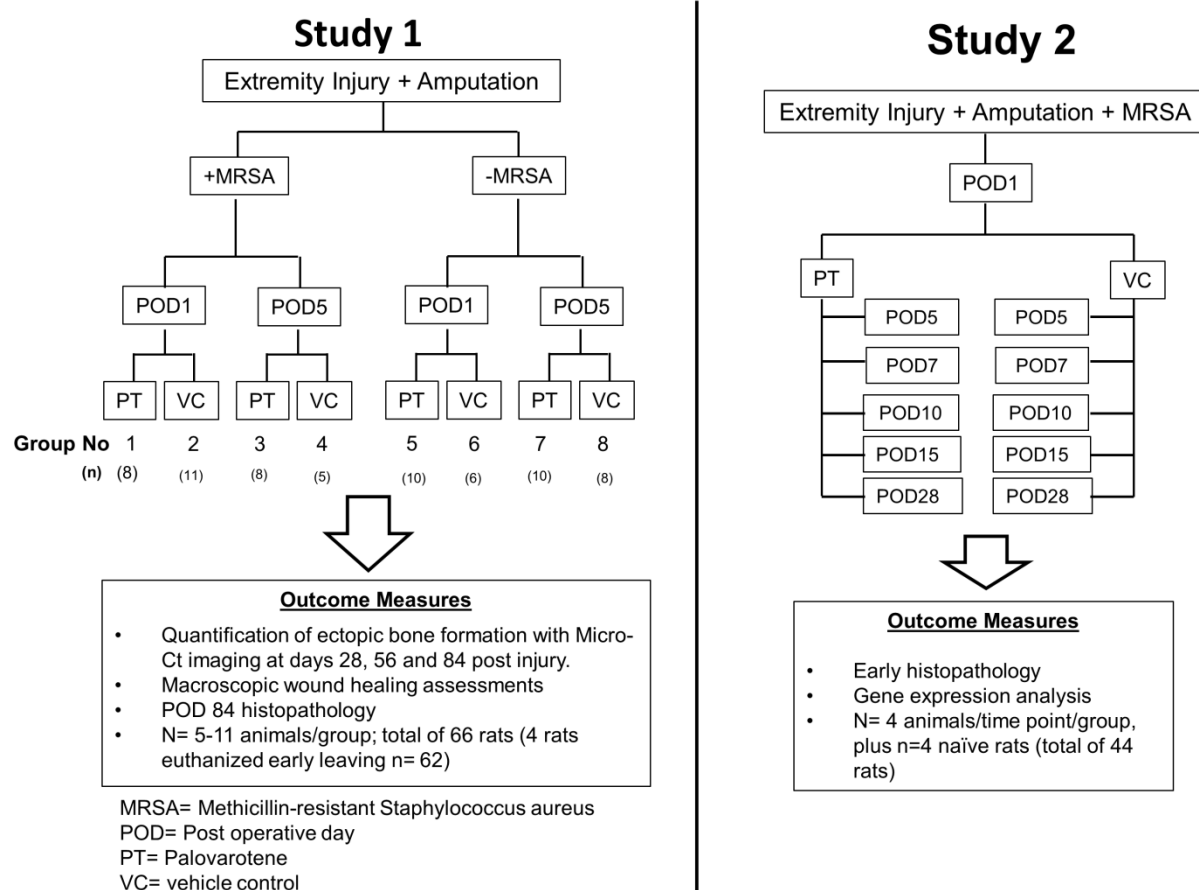 Study 1
Extremity Injury + Amputation
+MRSA
-MRSA
POD1
POD5
POD1
POD5
PT
VC
PT
VC
PT
VC
PT
VC
Group No 1 2 3 4 5 6 7 8
(n) (8) (11) (8) (5) (10) (6) (10) (8)
Outcome Measures
• Quantification of ectopic bone formation with Micro-
Ct imaging at days 28, 56 and 84 post injury.
• Macroscopic wound healing assessments
• POD 84 histopathology
• N= 5-11 animals/group; total of 66 rats (4 rats
euthanized early leaving n= 62)
MRSA= Methicillin-resistant Staphylococcus aureus
POD= Post operative day
PT= Palovarotene
VC= vehicle control
Study 2
Extremity Injury + Amputation + MRSA
POD1
PT
VC
POD5
POD5
POD7
POD7
POD10
POD10
POD15
POD15
POD28
POD28
Outcome Measures
• Early histopathology
• Gene expression analysis
• N= 4 animals/time point/group,
plus n=4 naïve rats (total of 44
rats)